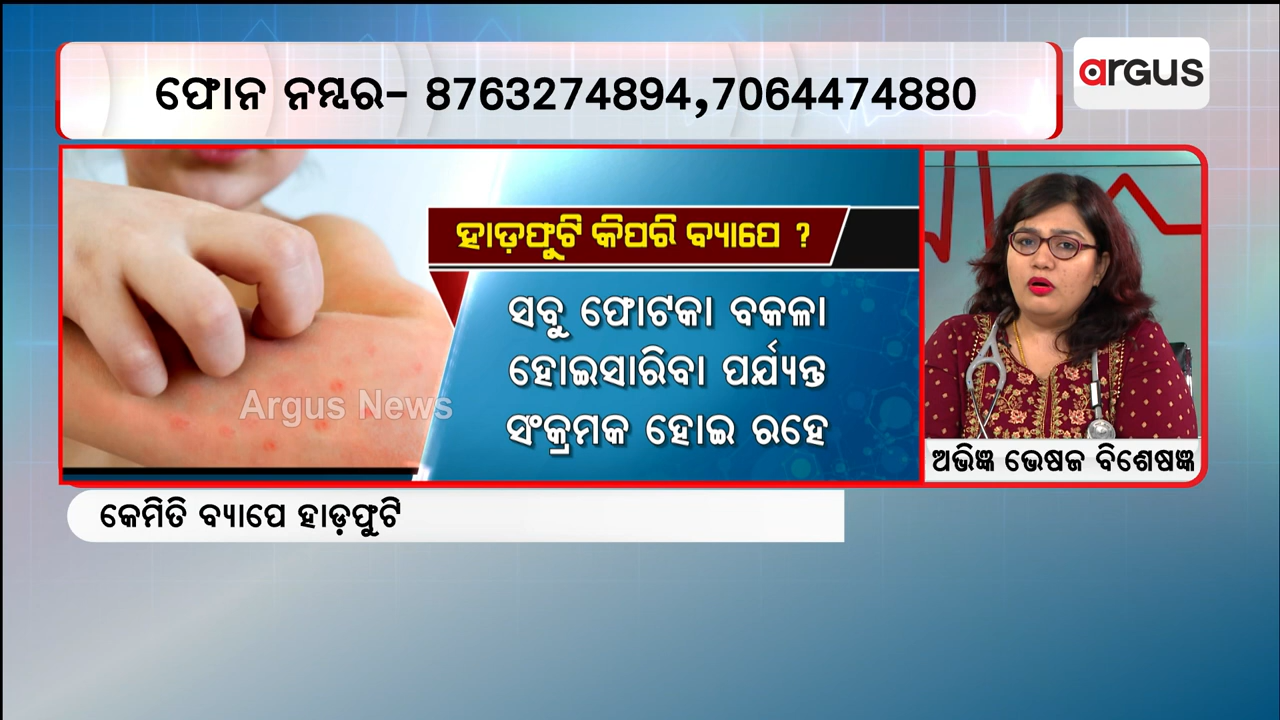 ଫୋନ ନମ୍ବର- 8763274894,7064474880
argus
ହାଡ଼ଫୁଟି କିପରି ବ୍ୟାପେ ?
ସବୁ ଫୋଟକା ବକଳା
ହୋଇସାରିବା ପର୍ଯ୍ୟନ୍ତ
ସଂକ୍ରମକ ହୋଇ ରହେ
Argus News
ଅଭିଜ୍ଞ ଭେଷଜ ବିଶେଷଜ୍ଞ
କେମିତି ବ୍ୟାପେ ହାଡ଼ଫୁଟି